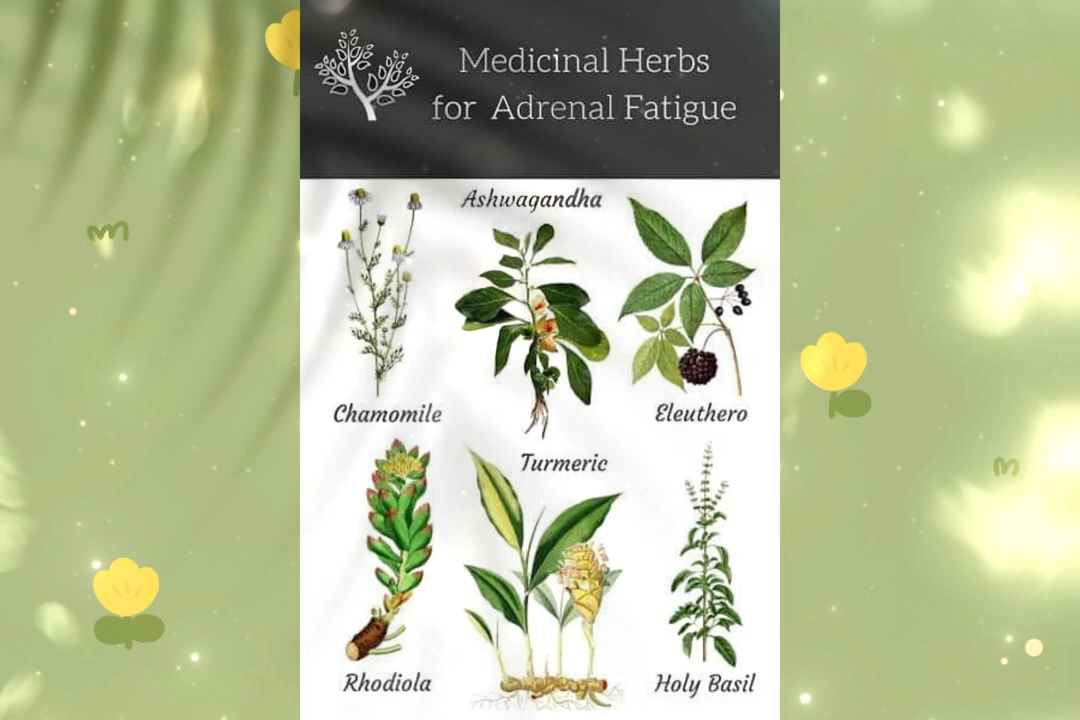 Medicinal Herbs
for Adrenal Fatigue
Ashwagandha
Chamomile
Eleuthero
Turmeric
Rhodiola
Holy Basil